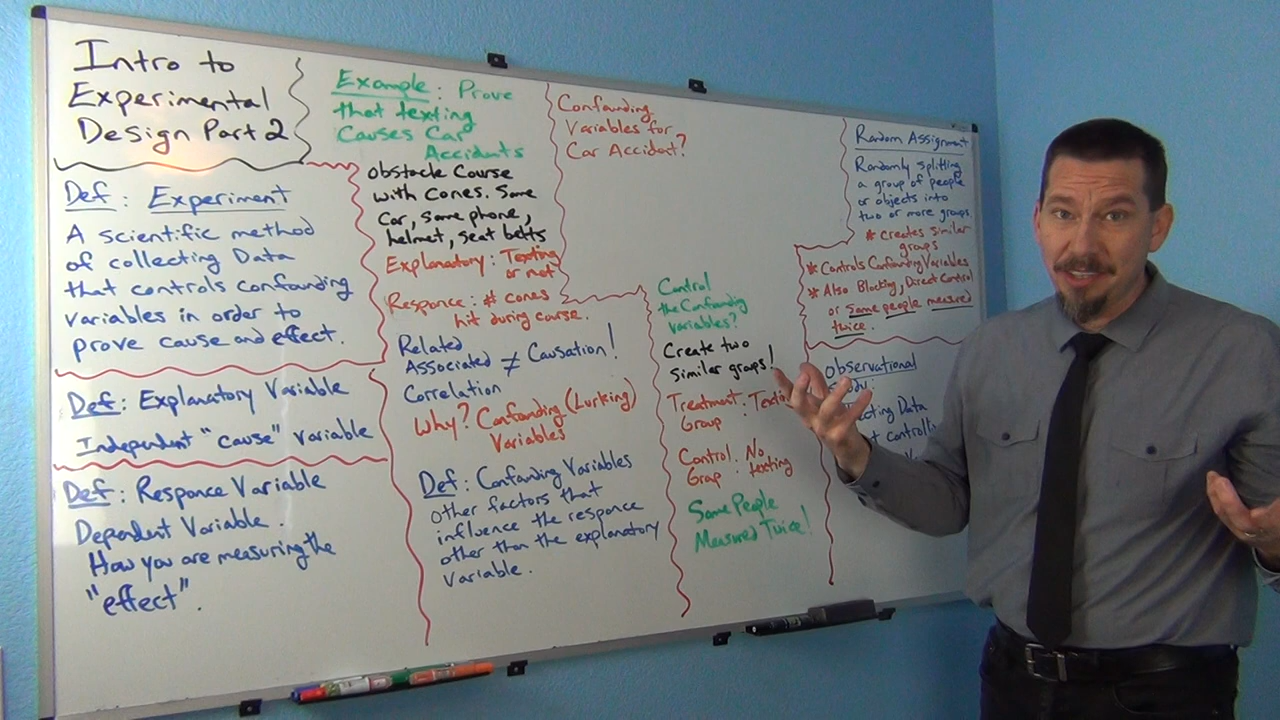 Intro to
Experimental
Design Part 2
Def: Experiment
A scientific method
of collecting Data
that controls confounding
variables in order to
prove cause and effect.
Def: Explanatory Variable
Independent "cause" variable
Def: Responce Variable
Dependent Variable.
How you are measuring the
"effect".
Example: Prove
that texting
Causes Car
Accidents
obstacle Course
with cones. Same
Car, same phone,
helmet, seat belts
Explanatory: Texting
or not
Responce: # cones
hit during course.
Related
Associated ≠ Causation!
Correlation
Why? Confounding (Lurking)
Variables
Def: Confounding Variables
other factors that
influence the responce
other than the explanatory
Variable.
Confounding
Variables for
Car Accident?
Control
the Confounding
Variables?
Create two
similar groups!
Treatment
Group :
Control : No
Group : texting
Same People
Measured Twice!
Random Assignment
Randomly splitting
a group of people
or objects into
two or more groups
* creates similar
groups
* Controls Confounding Variables
* Also Blocking, Direct Control
or Same people measured
twice.
observational
Data